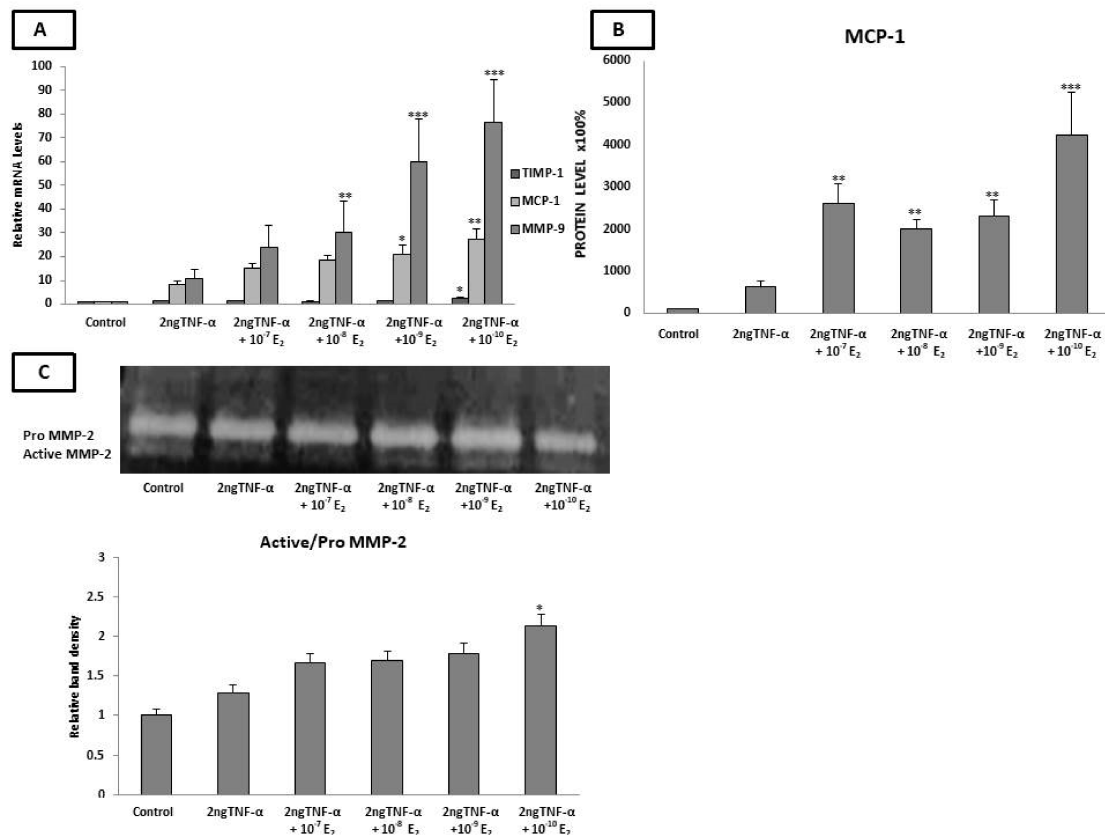 A
100
90
80
70
60
50
40
30
20
10
0
Relative mRNA Levels
***
***
**
**
*
*
TIMP-1
MCP-1
MMP-9
Control 2ngTNF-α 2ngTNF-α 2ngTNF-α 2ngTNF-α 2ngTNF-α
+ 10⁻⁷ E₂ + 10⁻⁸ E₂ +10⁻⁹ E₂ +10⁻¹⁰ E₂
B
MCP-1
6000
5000
4000
3000
2000
1000
0
PROTEIN LEVEL x100%
***
** ** **
Control 2ngTNF-α 2ngTNF-α 2ngTNF-α 2ngTNF-α 2ngTNF-α
+ 10⁻⁷ E₂ + 10⁻⁸ E₂ +10⁻⁹ E₂ + 10⁻¹⁰ E₂
C
Pro MMP-2
Active MMP-2
Control 2ngTNF-α 2ngTNF-α 2ngTNF-α 2ngTNF-α 2ngTNF-α
+ 10⁻⁷ E₂ + 10⁻⁸ E₂ +10⁻⁹ E₂ +10⁻¹⁰ E₂
Active/Pro MMP-2
3
2.5
2
1.5
1
0.5
0
Relative band density
*
Control 2ngTNF-α 2ngTNF-α 2ngTNF-α 2ngTNF-α 2ngTNF-α
+ 10⁻⁷ E₂ + 10⁻⁸ E₂ +10⁻⁹ E₂ + 10⁻¹⁰ E₂